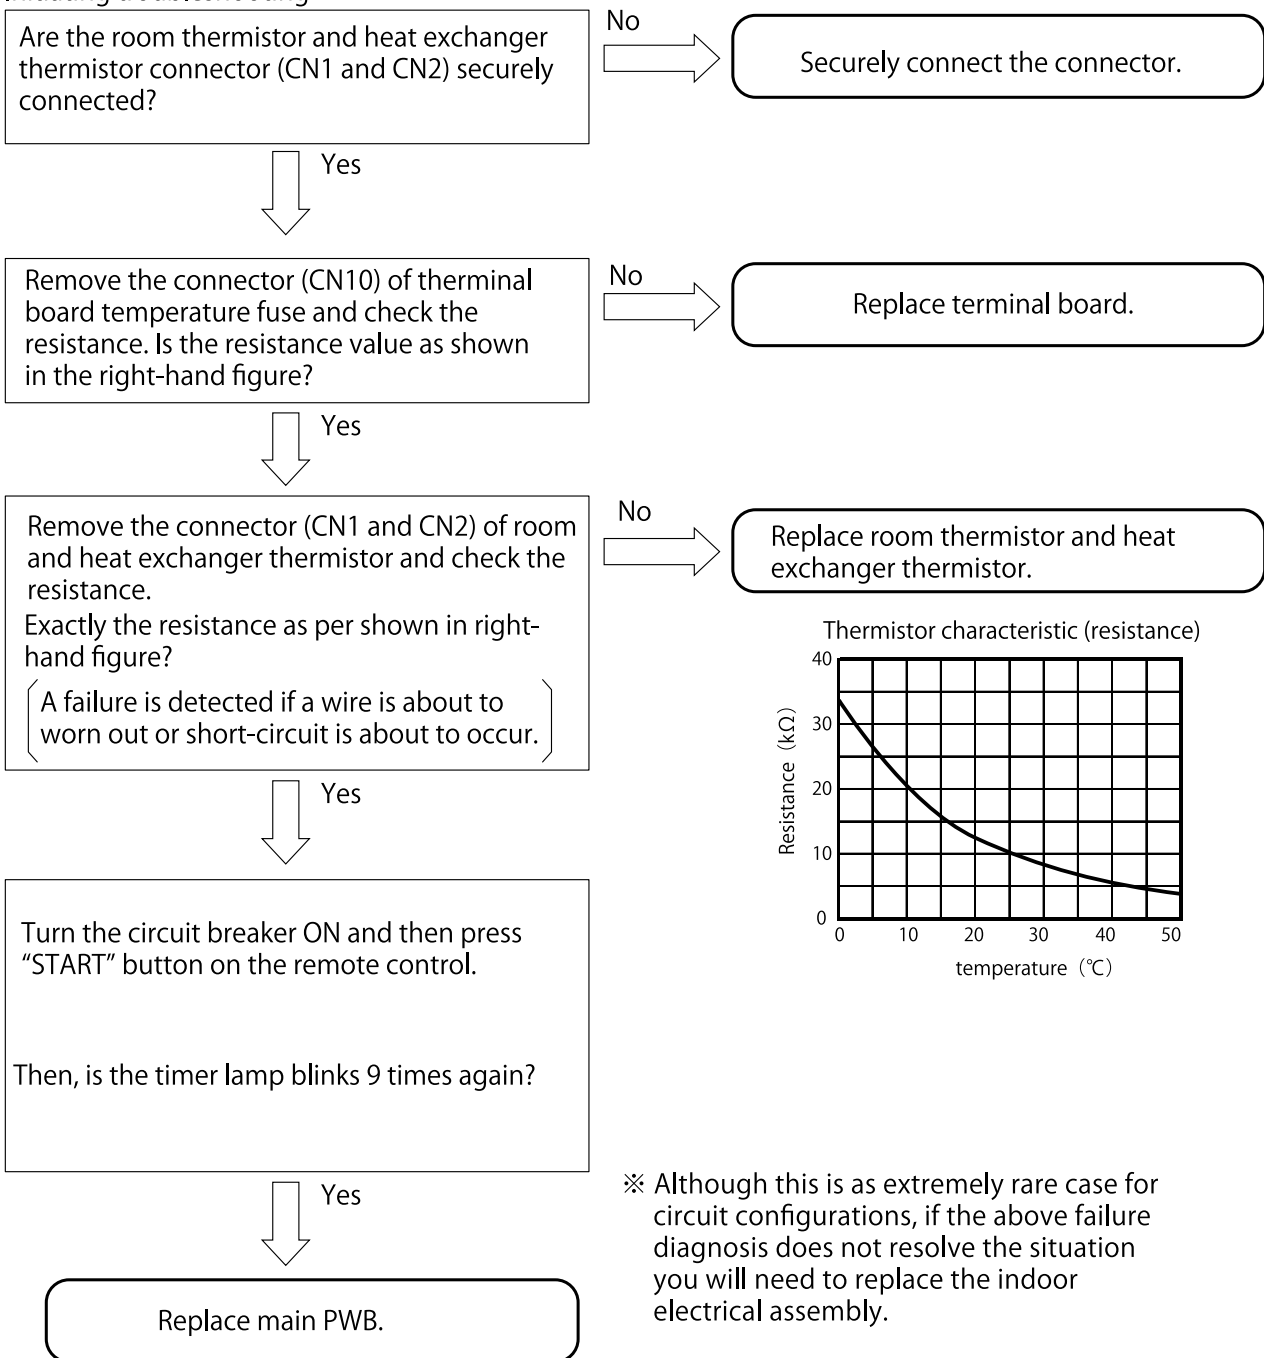 Are the room thermistor and heat exchanger
thermistor connector (CN1 and CN2) securely
connected?
No
Securely connect the connector.
Yes
Remove the connector (CN10) of therminal
board temperature fuse and check the
resistance. Is the resistance value as shown
in the right-hand figure?
No
Replace terminal board.
Yes
Remove the connector (CN1 and CN2) of room
and heat exchanger thermistor and check the
resistance.
Exactly the resistance as per shown in right-
hand figure?
A failure is detected if a wire is about to
worn out or short-circuit is about to occur.
No
Replace room thermistor and heat
exchanger thermistor.
Thermistor characteristic (resistance)
40
30
20
10
0
Resistance (kΩ)
0 10 20 30 40 50
temperature (℃)
Yes
Turn the circuit breaker ON and then press
“START” button on the remote control.
Then, is the timer lamp blinks 9 times again?
Yes
Replace main PWB.
※ Although this is as extremely rare case for
circuit configurations, if the above failure
diagnosis does not resolve the situation
you will need to replace the indoor
electrical assembly.